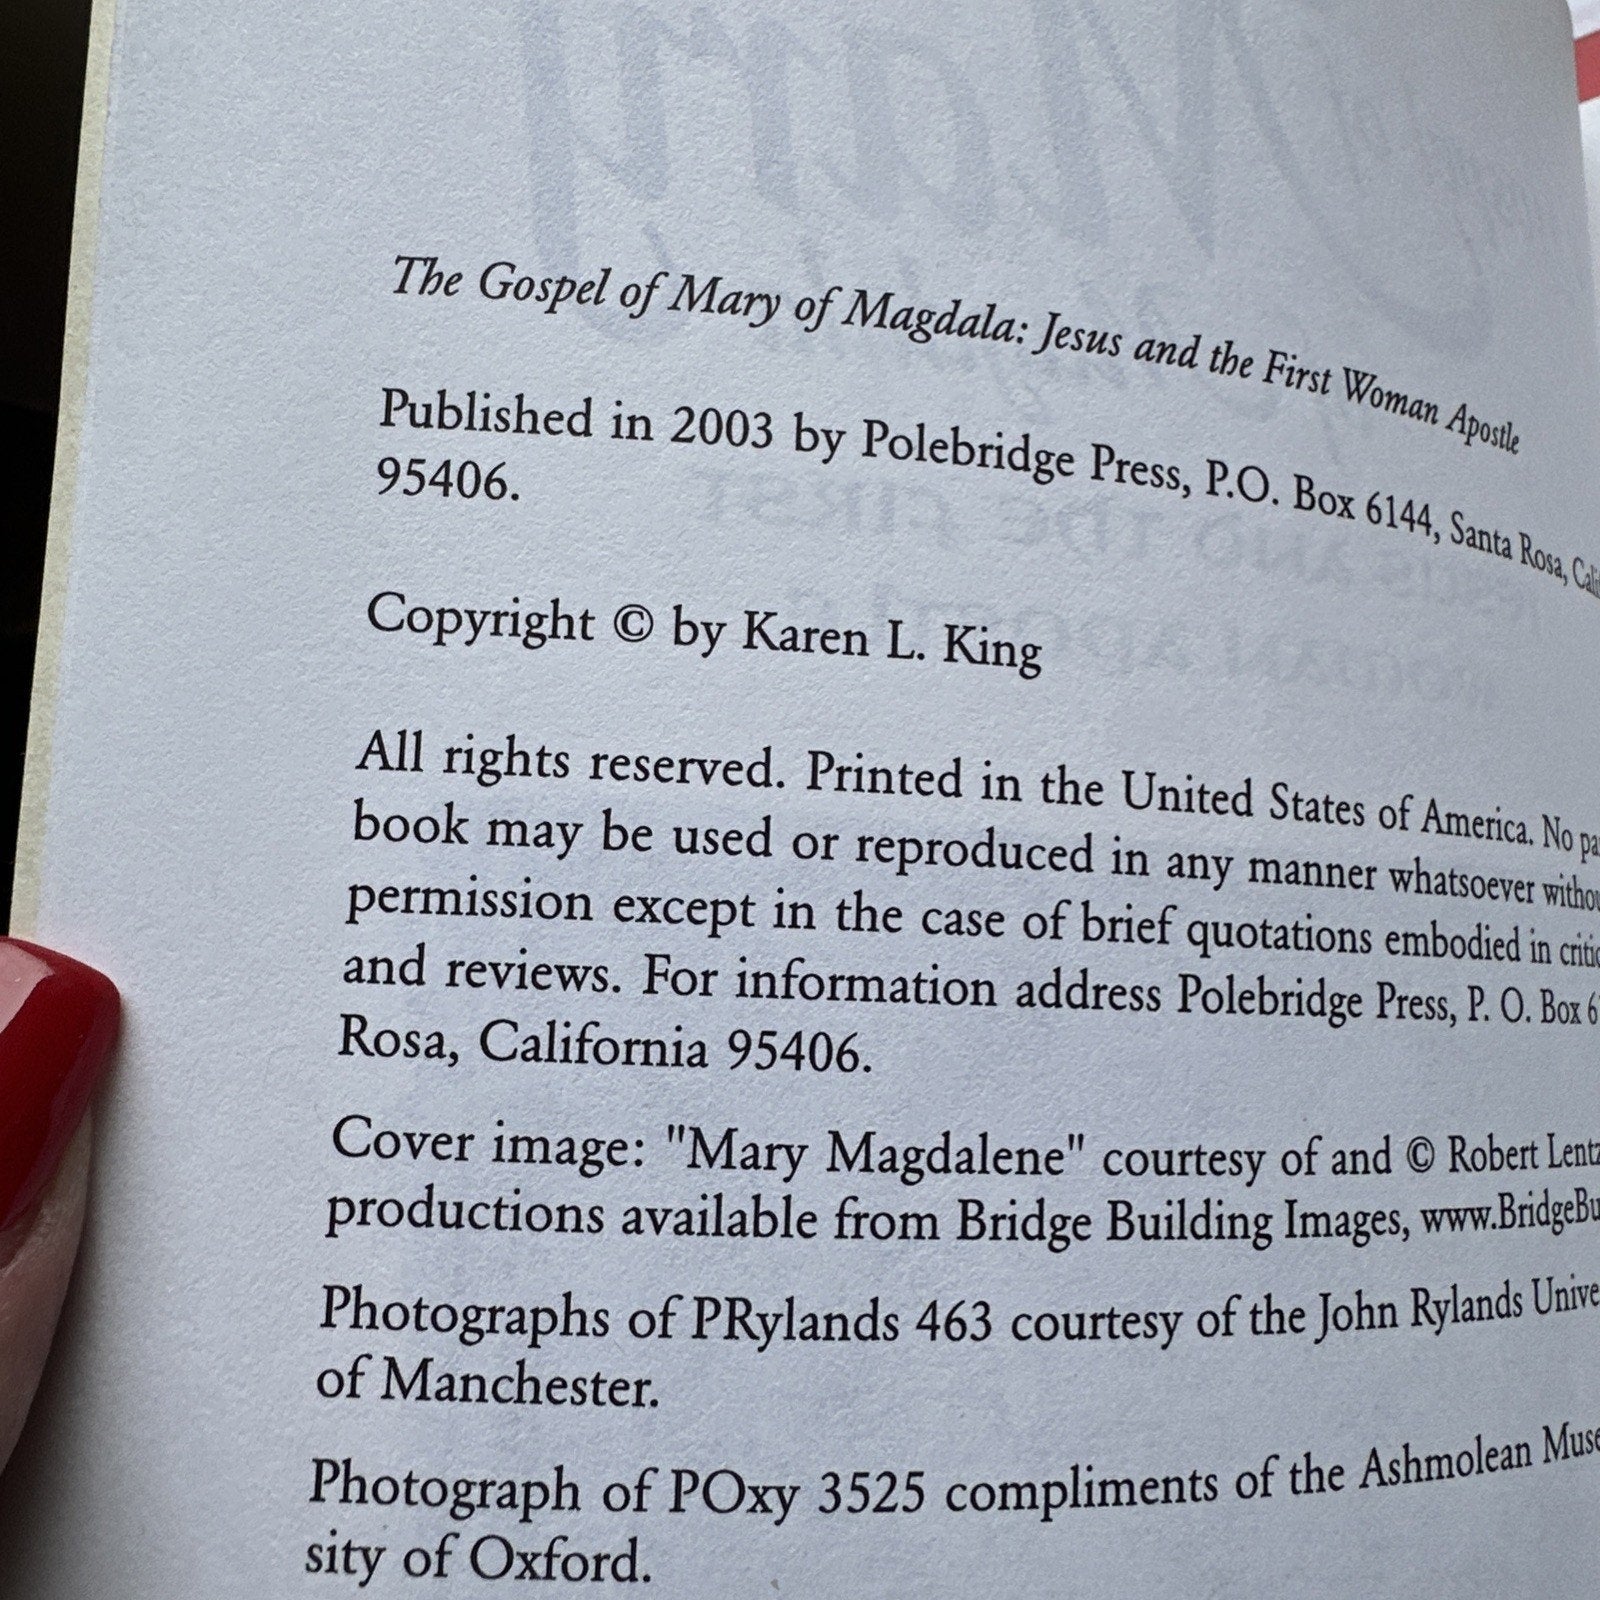 The Gospel of Mary of Magdala: Jesus and the First Woman Apostle
Published in 2003 by Polebridge Press, P.O. Box 6144, Santa Rosa,
95406.
Copyright © by Karen L. King
All rights reserved. Printed in the United States of America. No
book may be used or reproduced in any manner whatsoever
permission except in the case of brief quotations embodied in
and reviews. For information address Polebridge Press, P. O. Box
Rosa, California 95406.
Cover image: "Mary Magdalene" courtesy of and © Robert Lentz
productions available from Bridge Building Images,
Photographs of PRylands 463 courtesy of the John Rylands
of Manchester.
Photograph of POxy 3525 compliments of the Ashmolean
sity of Oxford.